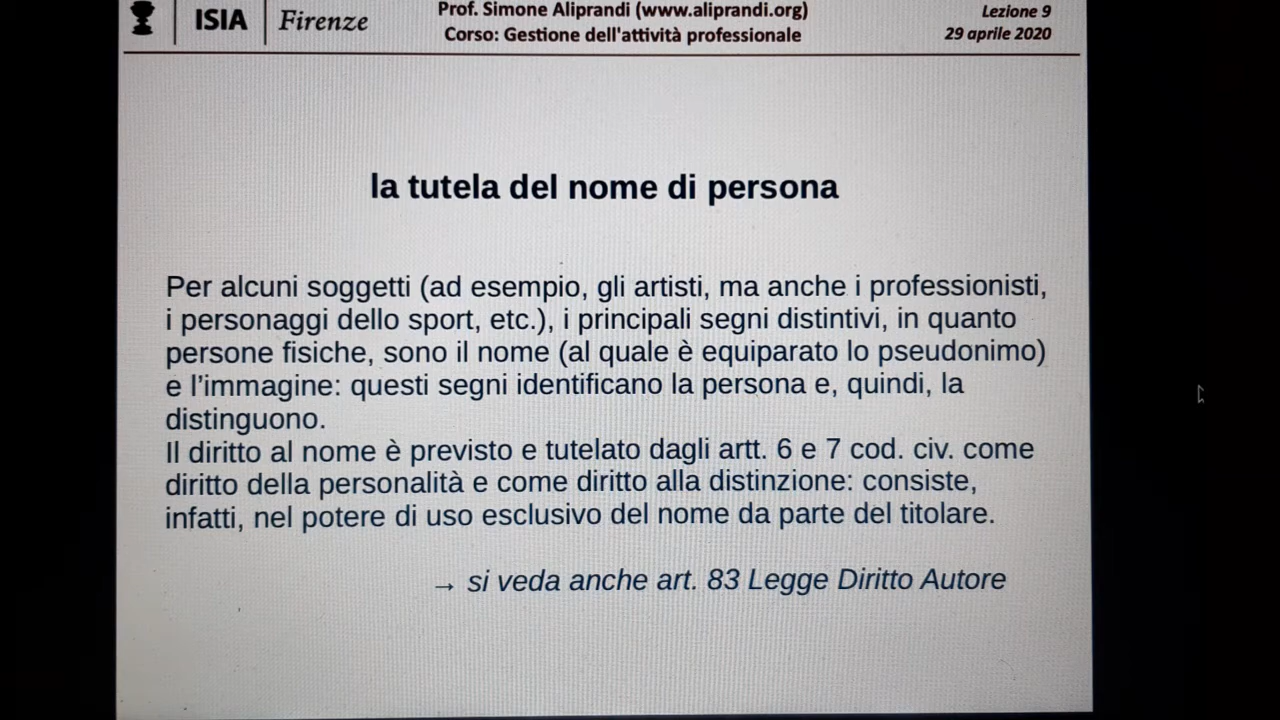 ISIA Firenze
Prof. Simone Aliprandi (www.aliprandi.org)
Corso: Gestione dell'attività professionale
Lezione 9
29 aprile 2020
la tutela del nome di persona
Per alcuni soggetti (ad esempio, gli artisti, ma anche i professionisti,
i personaggi dello sport, etc.), i principali segni distintivi, in quanto
persone fisiche, sono il nome (al quale è equiparato lo pseudonimo)
e l’immagine: questi segni identificano la persona e, quindi, la
distinguono.
Il diritto al nome è previsto e tutelato dagli artt. 6 e 7 cod. civ. come
diritto della personalità e come diritto alla distinzione: consiste,
infatti, nel potere di uso esclusivo del nome da parte del titolare.
→ si veda anche art. 83 Legge Diritto Autore